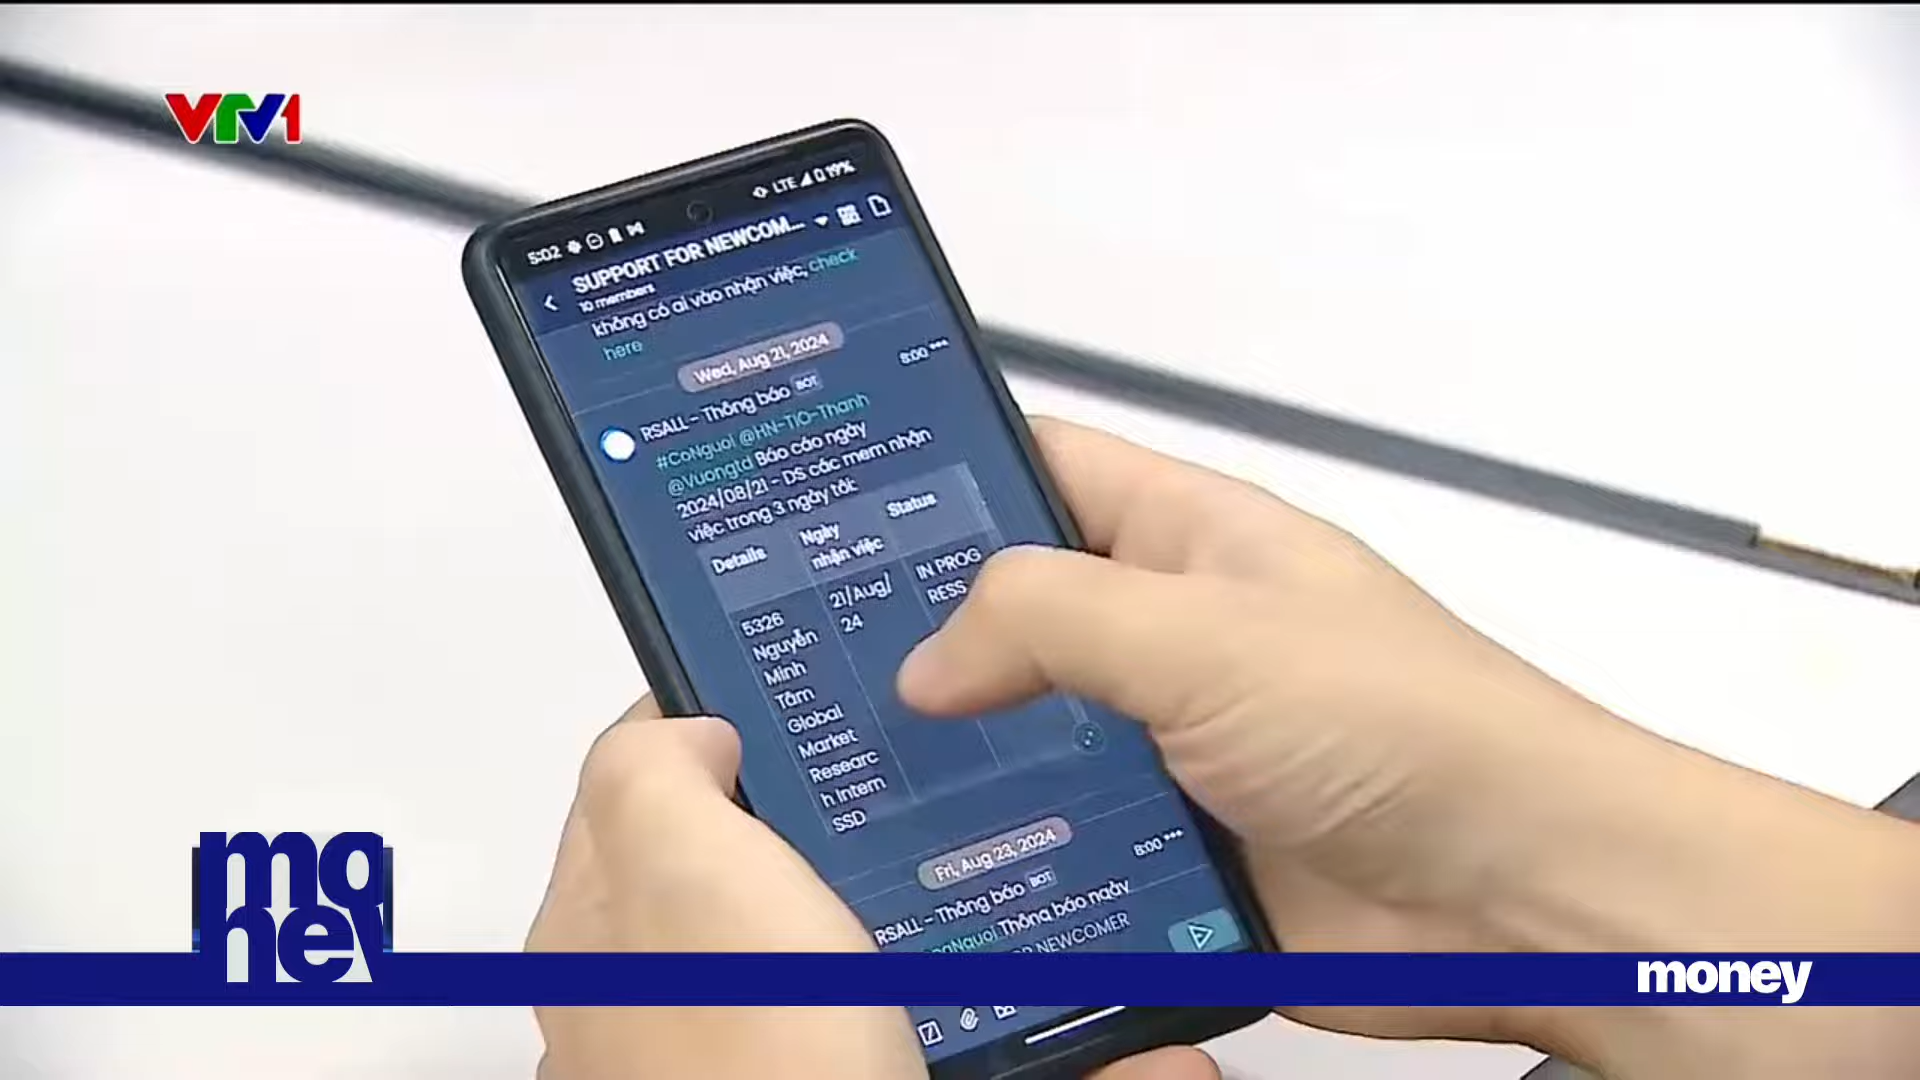 VTV1
5:02
LTE 19%
SUPPORT FOR NEWCOM...
10 members
không có ai vào nhận việc, check
here
Wed, Aug 21, 2024
RSALL - Thông báo BOT
8:00
#CoNguoi @HN-TiO-Thanh
@Vuongtd Báo cáo ngày
2024/08/21 - DS các mem nhận
việc trong 3 ngày tới:
Details
Ngày
nhận việc
Status
5326
Nguyễn
Minh
Tâm
Global
Market
Researc
h Intern
SSD
21/Aug/
24
IN PROG
RESS
Fri, Aug 23, 2024
RSALL - Thông báo BOT
8:00
Thông báo ngày
NEWCOMER
money
money